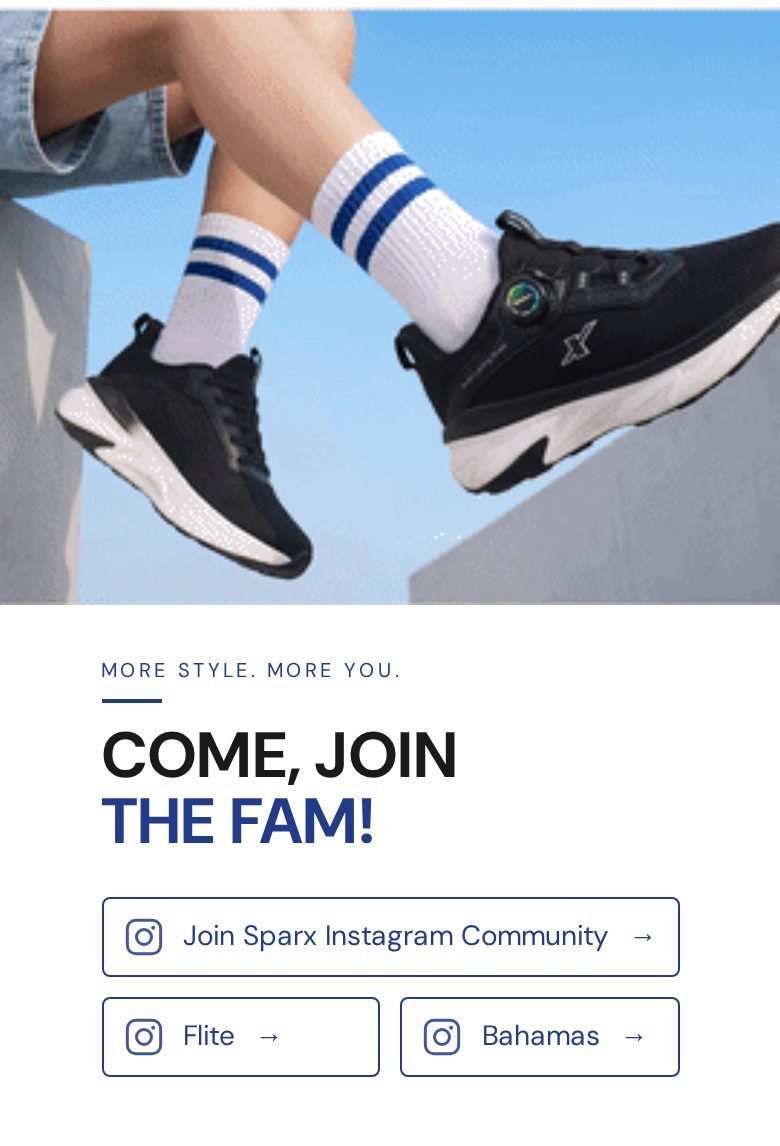 MORE STYLE. MORE YOU.
COME, JOIN
THE FAM!
Join Sparx Instagram Community →
Flite →
Bahamas →